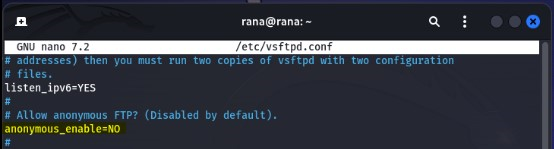 rana@rana: ~
GNU nano 7.2 /etc/vsftpd.conf
# addresses) then you must run two copies of vsftpd with two configuration
# files.
listen_ipv6=YES
#
# Allow anonymous FTP? (Disabled by default).
anonymous_enable=NO
#